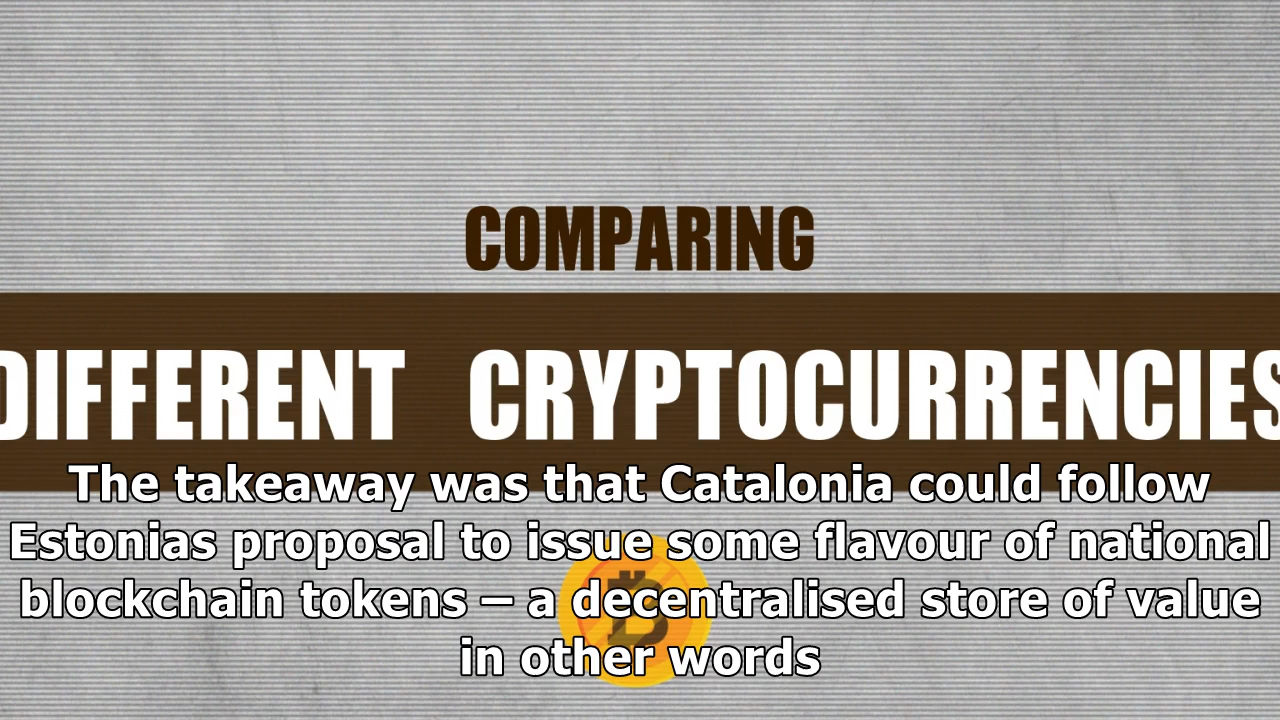 COMPARING
DIFFERENT CRYPTOCURRENCIES
The takeaway was that Catalonia could follow
Estonias proposal to issue some flavour of national
blockchain tokens – a decentralised store of value
in other words